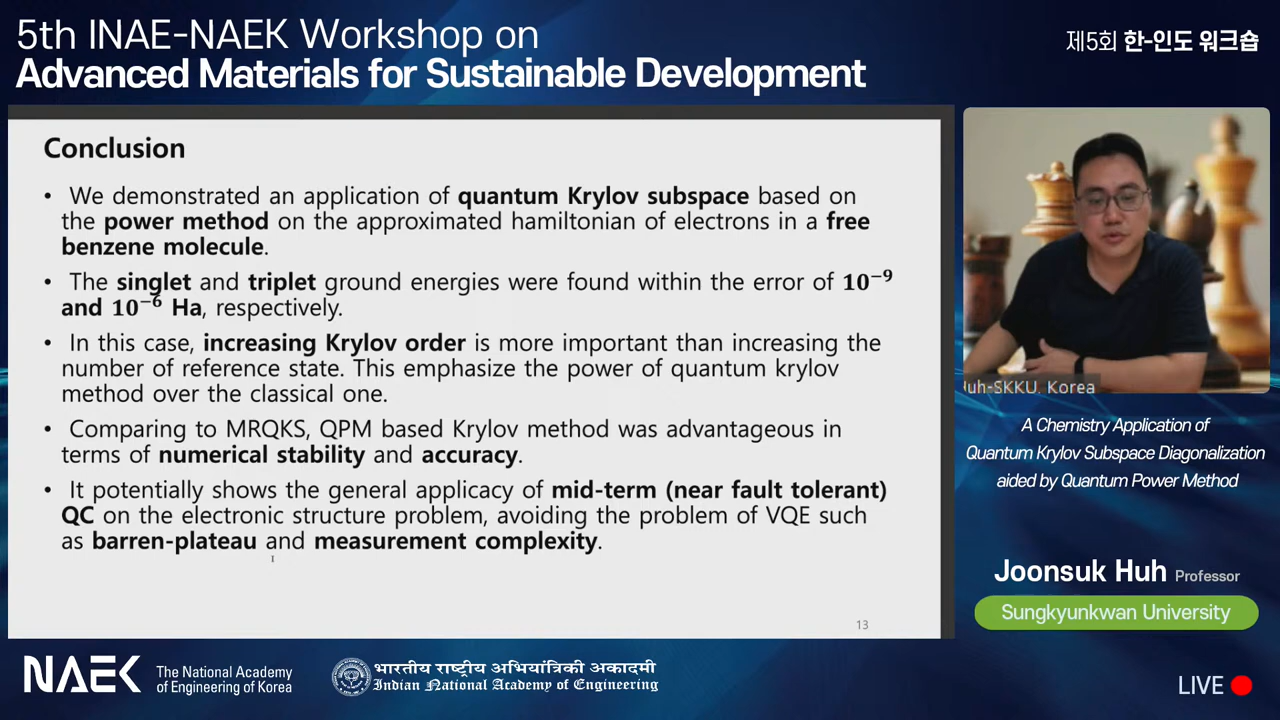 5th INAE-NAEK Workshop on
Advanced Materials for Sustainable Development
제5회 한-인도 워크숍
Conclusion
• We demonstrated an application of quantum Krylov subspace based on
the power method on the approximated hamiltonian of electrons in a free
benzene molecule.
• The singlet and triplet ground energies were found within the error of 10⁻⁹
and 10⁻⁶ Ha, respectively.
• In this case, increasing Krylov order is more important than increasing the
number of reference state. This emphasize the power of quantum krylov
method over the classical one.
• Comparing to MRQKS, QPM based Krylov method was advantageous in
terms of numerical stability and accuracy.
• It potentially shows the general applicacy of mid-term (near fault tolerant)
QC on the electronic structure problem, avoiding the problem of VQE such
as barren-plateau and measurement complexity.
13
Huh-SKKU, Korea
A Chemistry Application of
Quantum Krylov Subspace Diagonalization
aided by Quantum Power Method
Joonsuk Huh Professor
Sungkyunkwan University
NAEK
The National Academy
of Engineering of Korea
भारतीय राष्ट्रीय अभियांत्रिकी अकादमी
Indian National Academy of Engineering
LIVE